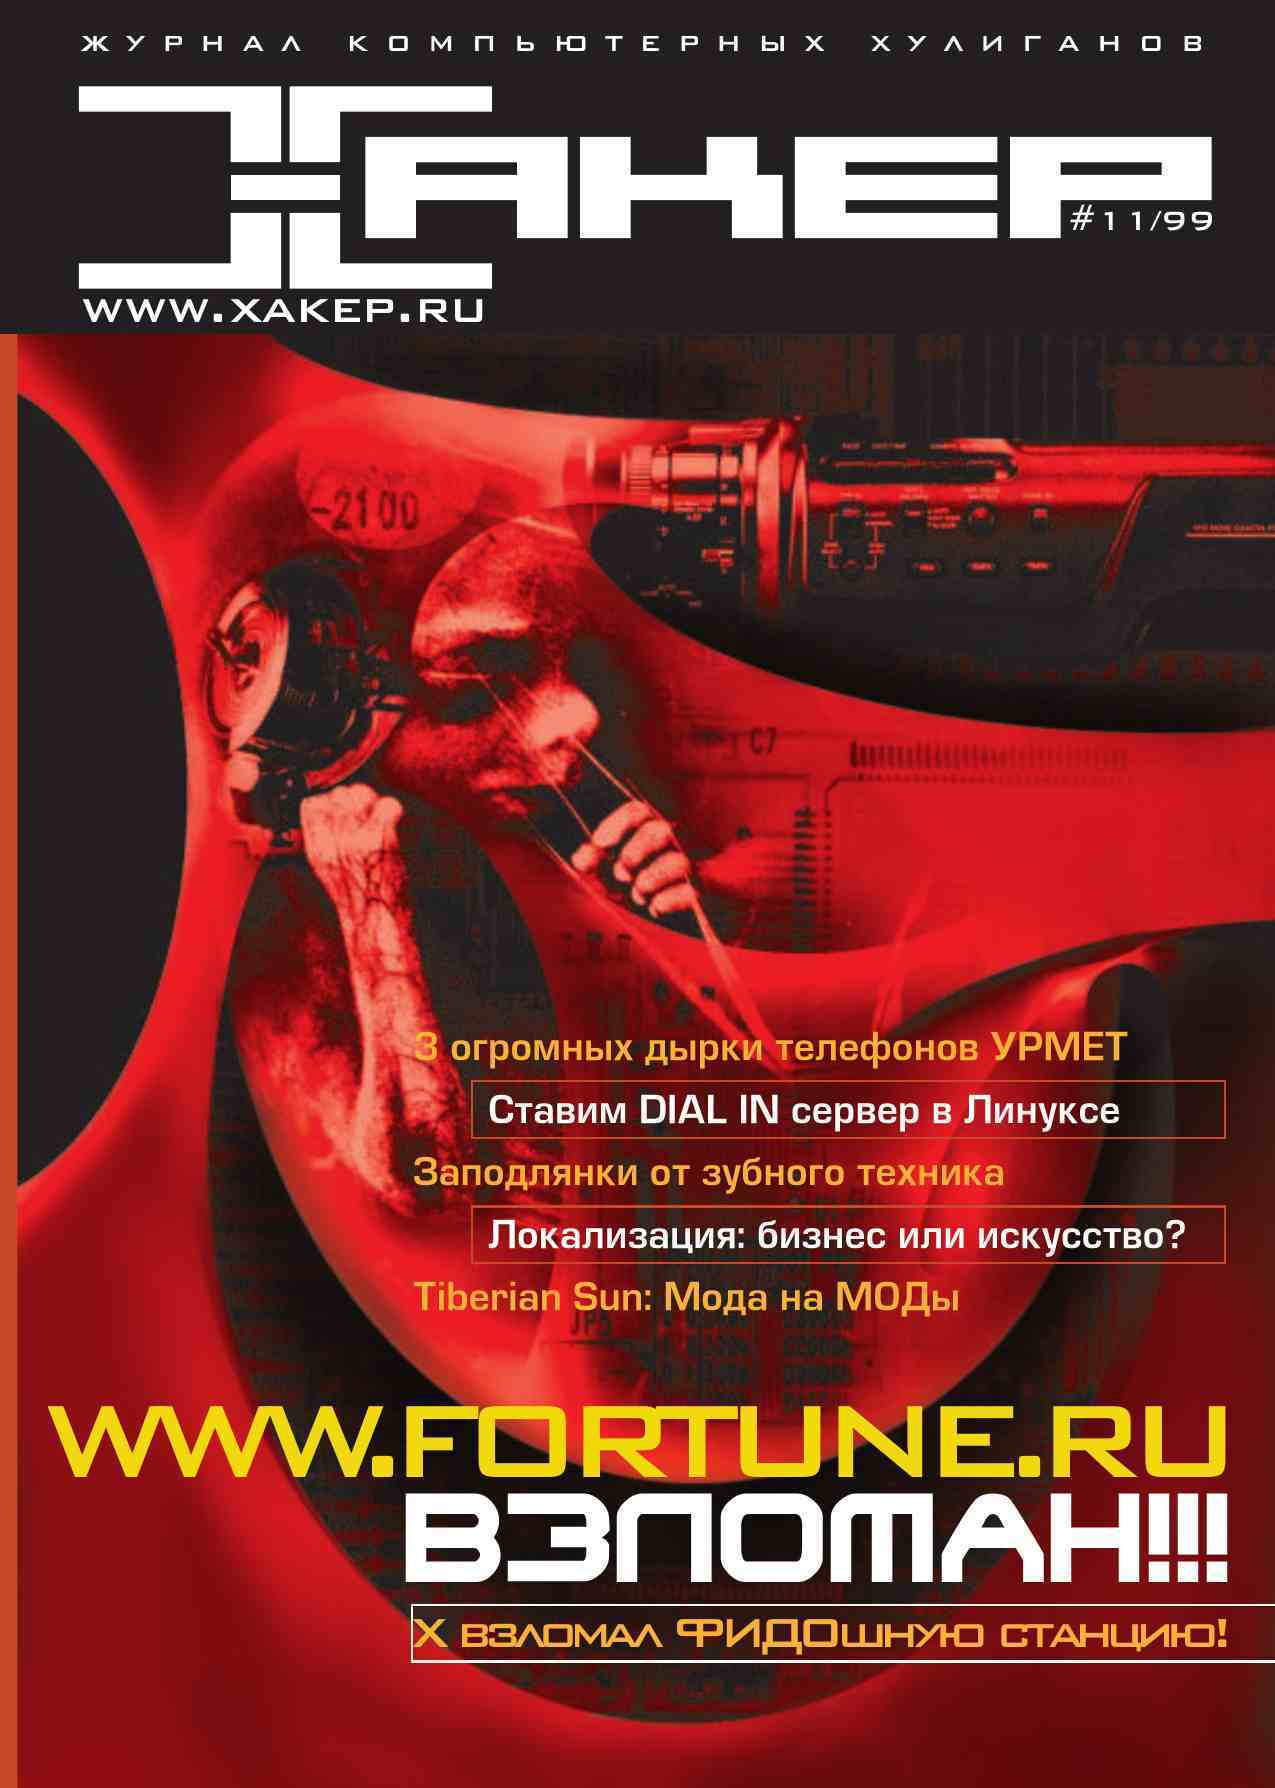 ЖУРНАЛ КОМПЬЮТЕРНЫХ ХУЛИГАНОВ
ХАКЕР
#11/99
WWW.XAKEP.RU
-2100
C7
3 огромных дырки телефонов УРМЕТ
Ставим DIAL IN сервер в Линуксе
Заподлянки от зубного техника
Локализация: бизнес или искусство?
Tiberian Sun: Мода на МОДы
JP5
WWW.FORTUNE.RU
ВЗЛОМАН!!!
Х ВЗЛОМАЛ ФИДОШНУЮ СТАНЦИЮ!